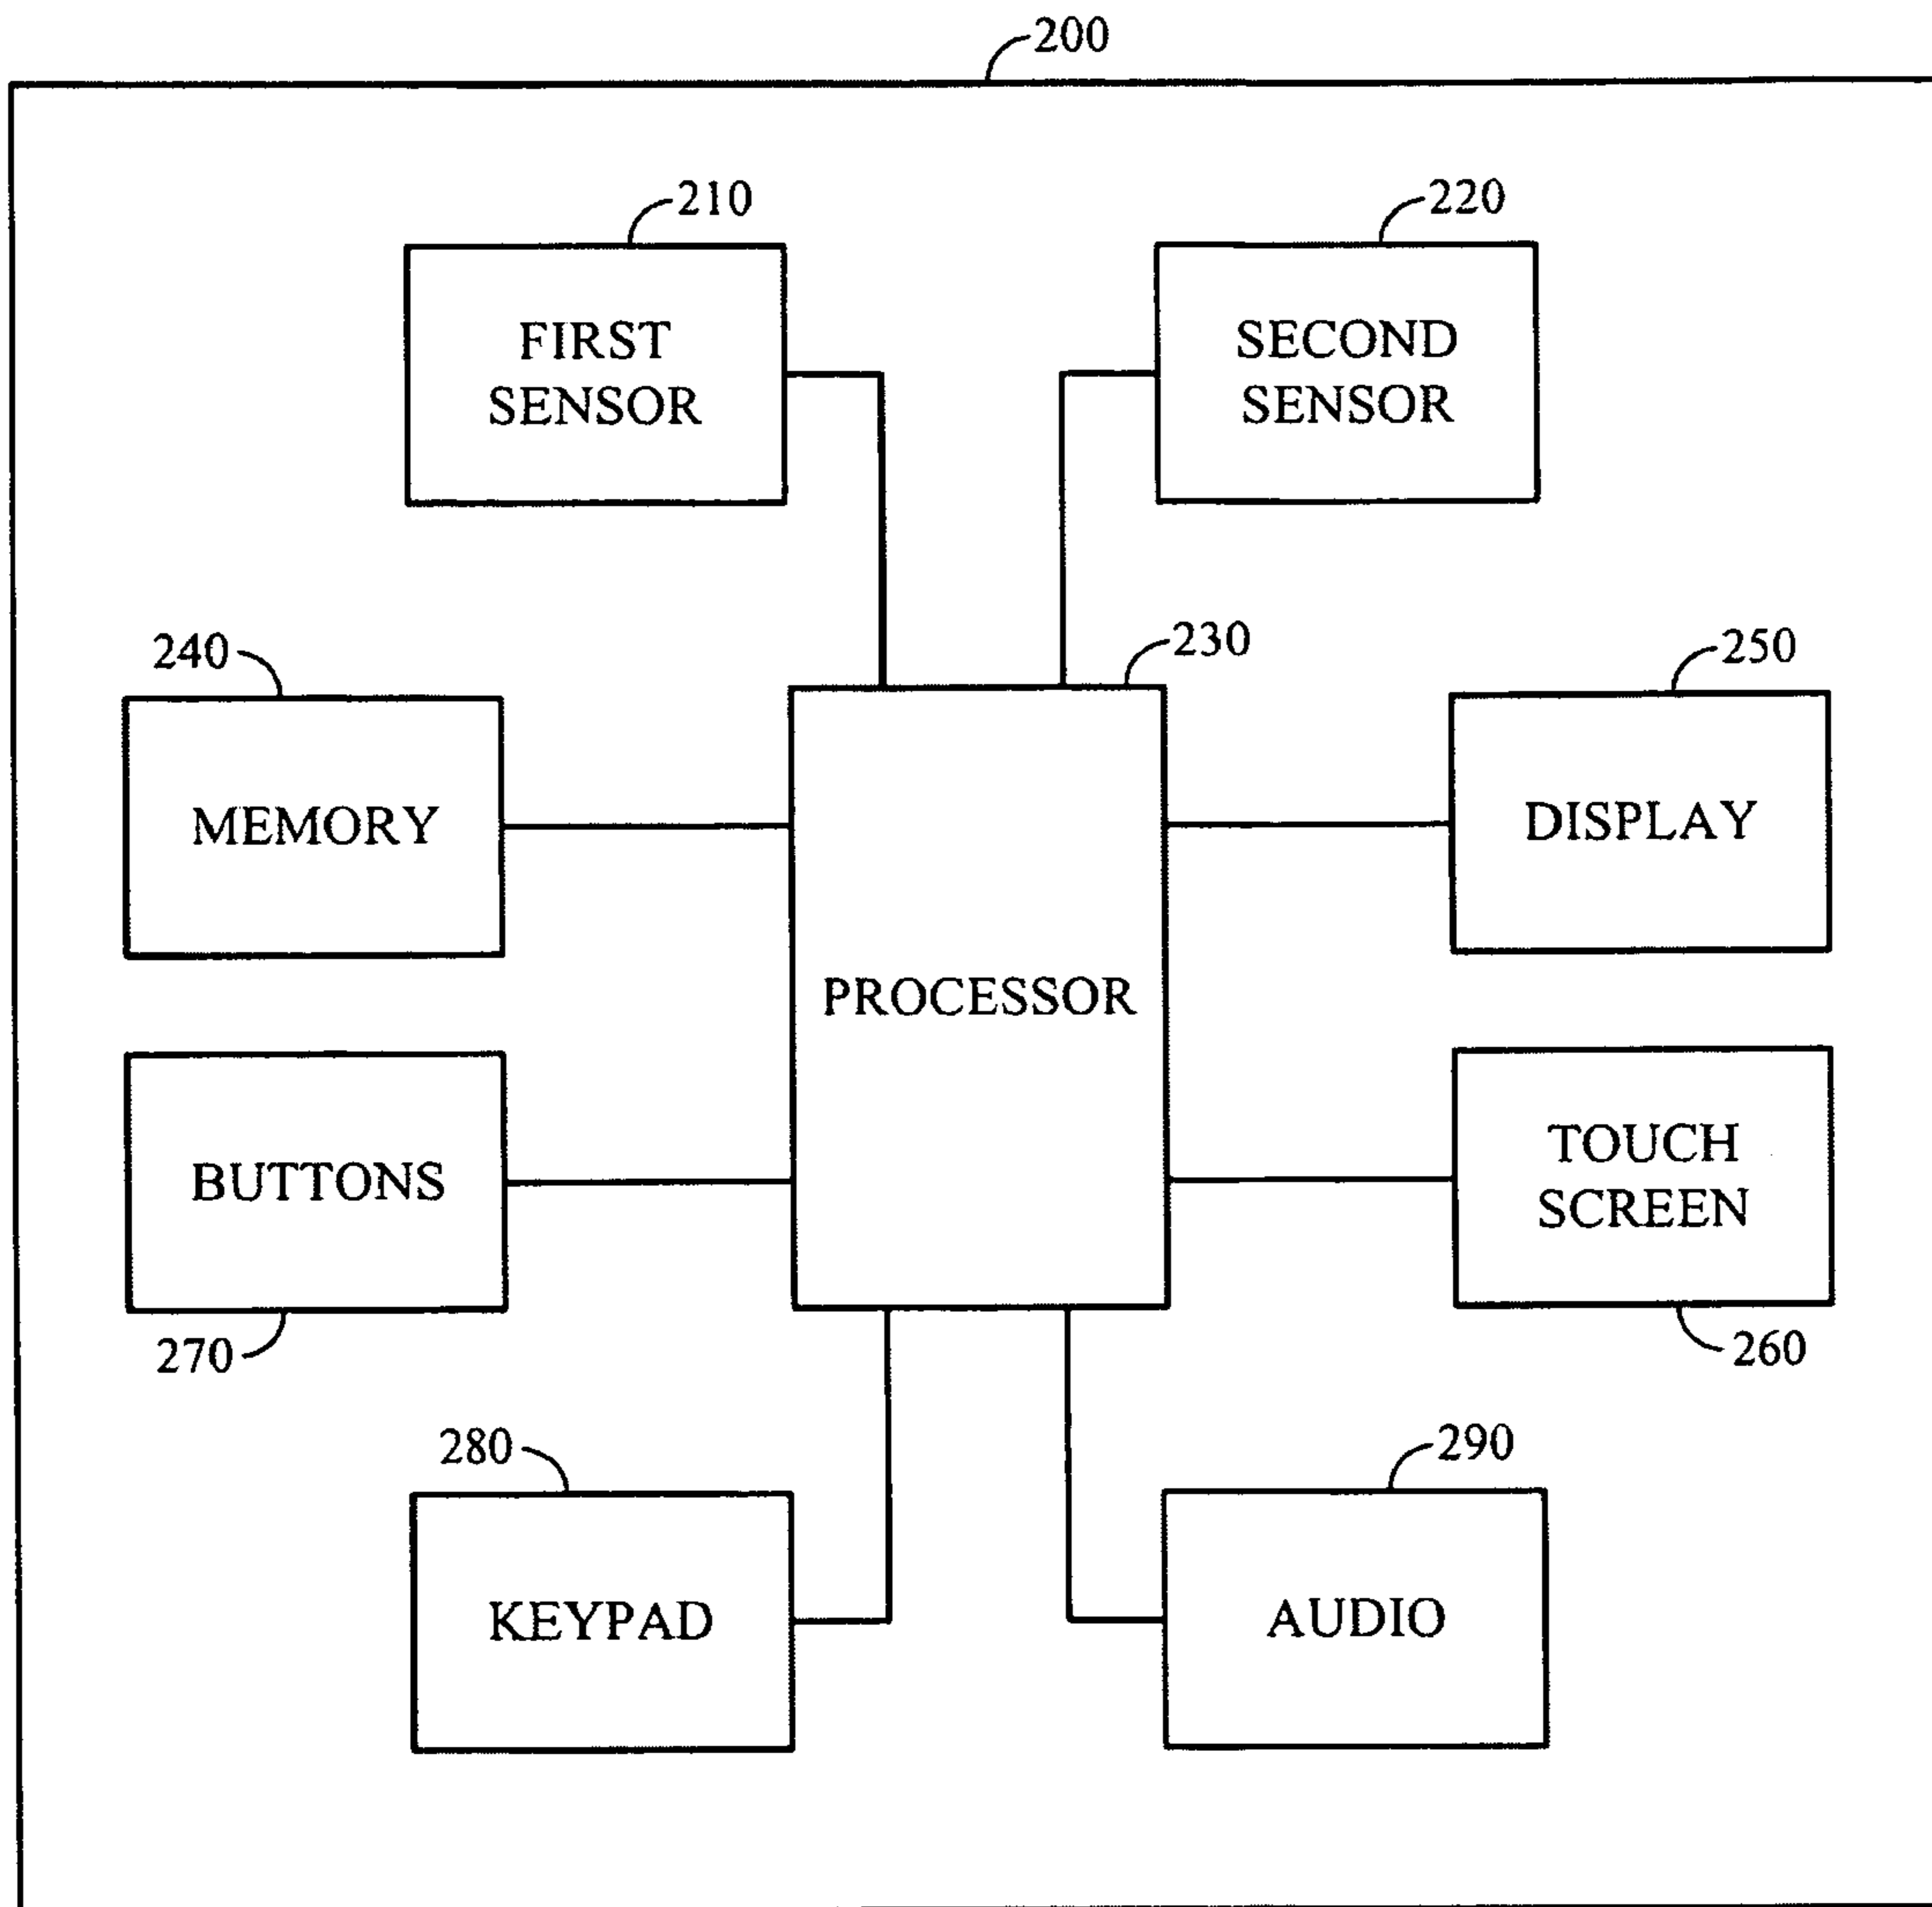 200
210
220
FIRST
SENSOR
SECOND
SENSOR
240
230
250
MEMORY
DISPLAY
PROCESSOR
BUTTONS
TOUCH
SCREEN
270
260
280
290
KEYPAD
AUDIO